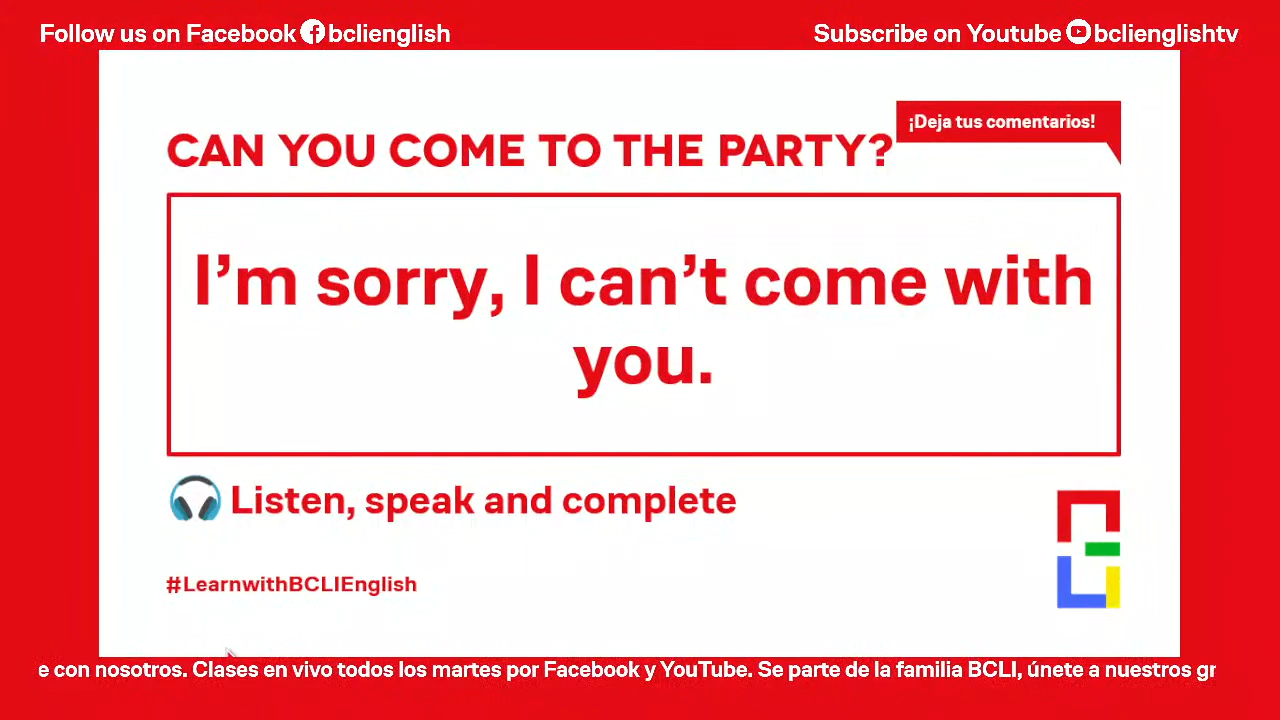 Follow us on Facebook bclienglish
Subscribe on Youtube bclienglishtv
¡Deja tus comentarios!
CAN YOU COME TO THE PARTY?
I'm sorry, I can't come with
you.
Listen, speak and complete
#LearnwithBCLIEnglish
e con nosotros. Clases en vivo todos los martes por Facebook y YouTube. Se parte de la familia BCLI, únete a nuestros gr